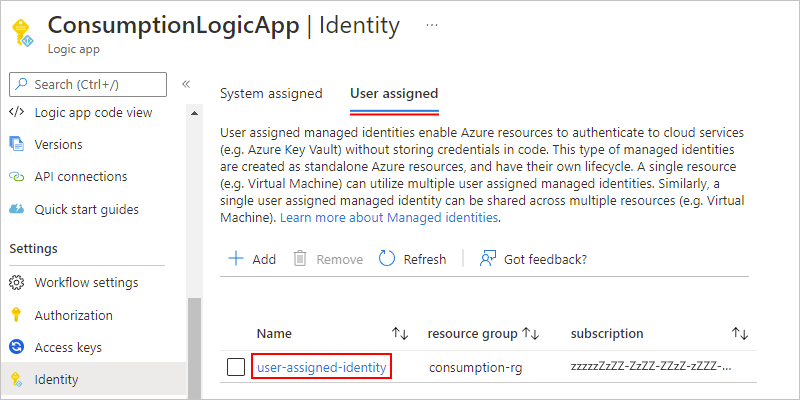 ConsumptionLogicApp | Identity ...
Logic app
Search (Ctrl+/)
«
Logic app code view
Versions
API connections
Quick start guides
Settings
Workflow settings
Authorization
Access keys
Identity
System assigned User assigned
User assigned managed identities enable Azure resources to authenticate to cloud services
(e.g. Azure Key Vault) without storing credentials in code. This type of managed identities
are created as standalone Azure resources, and have their own lifecycle. A single resource
(e.g. Virtual Machine) can utilize multiple user assigned managed identities. Similarly, a
single user assigned managed identity can be shared across multiple resources (e.g. Virtual
Machine). Learn more about Managed identities.
Add Remove Refresh Got feedback?
Name resource group subscription
user-assigned-identity consumption-rg zzzzzZzZZ-ZzZZ-ZZzZ-zZZZ-...